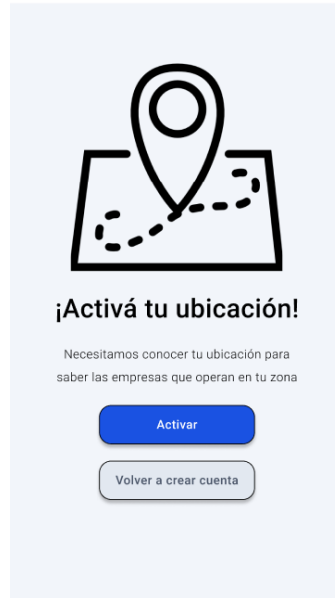 ¡Activá tu ubicación!
Necesitamos conocer tu ubicación para
saber las empresas que operan en tu zona
Activar
Volver a crear cuenta